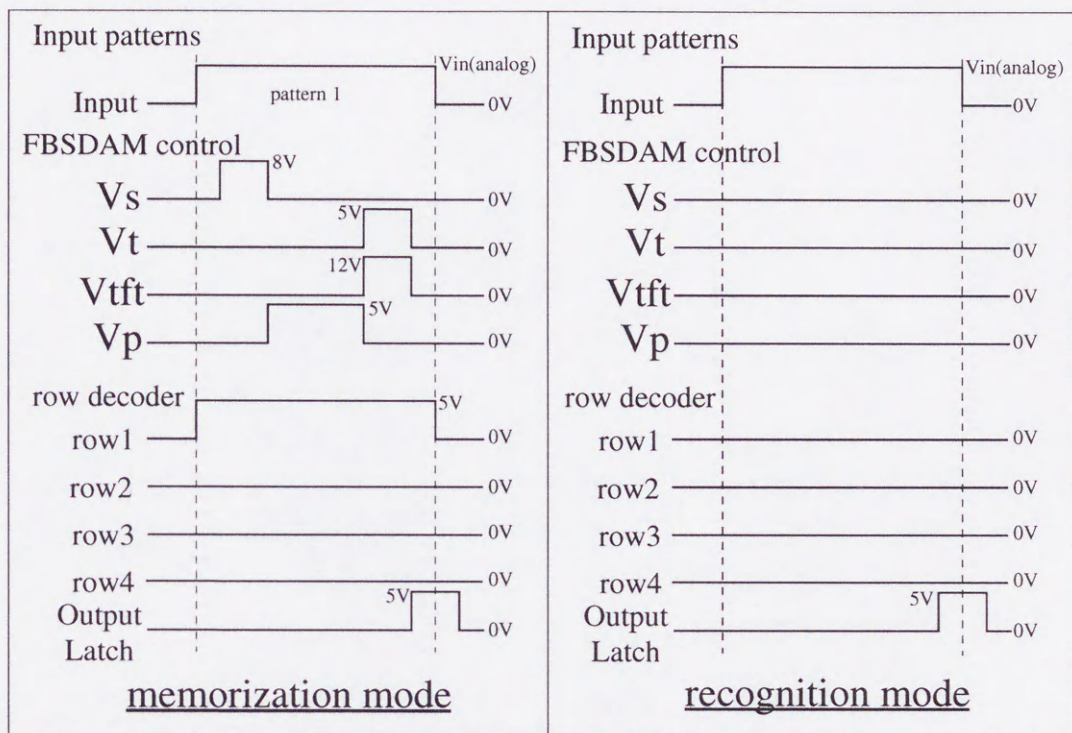 Input patterns
Vin(analog)
Input
pattern 1
0V
FBSDAM control
8V
Vs
0V
5V
Vt
0V
12V
Vtft
0V
5V
Vp
0V
row decoder
5V
row1
0V
row2
0V
row3
0V
row4
0V
5V
Output
0V
Latch
memorization mode
Input patterns
Vin(analog)
Input
0V
FBSDAM control
Vs
0V
Vt
0V
Vtft
0V
Vp
0V
row decoder
row1
0V
row2
0V
row3
0V
row4
0V
5V
Output
0V
Latch
recognition mode